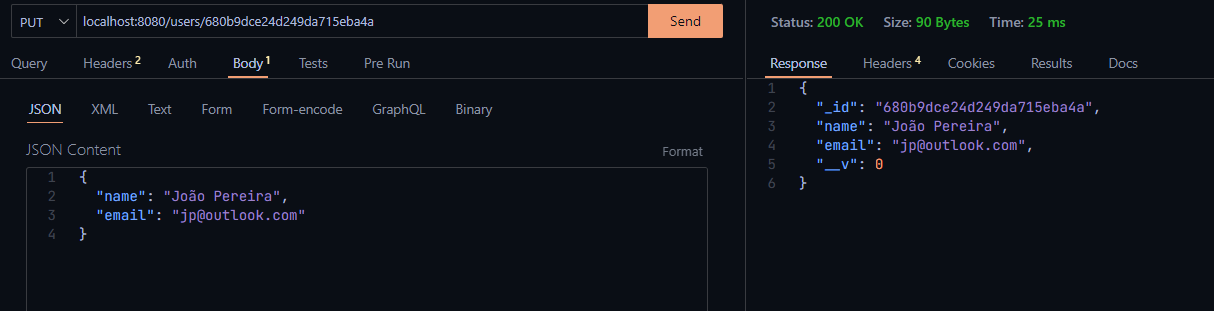 PUT localhost:8080/users/680b9dce24d249da715eba4a Send
Query Headers 2 Auth Body 1 Tests Pre Run
JSON XML Text Form Form-encode GraphQL Binary
JSON Content Format
1 {
2 "name": "João Pereira",
3 "email": "jp@outlook.com"
4 }
Status: 200 OK Size: 90 Bytes Time: 25 ms
Response Headers 4 Cookies Results Docs
1 {
2 "_id": "680b9dce24d249da715eba4a",
3 "name": "João Pereira",
4 "email": "jp@outlook.com",
5 "__v": 0
6 }